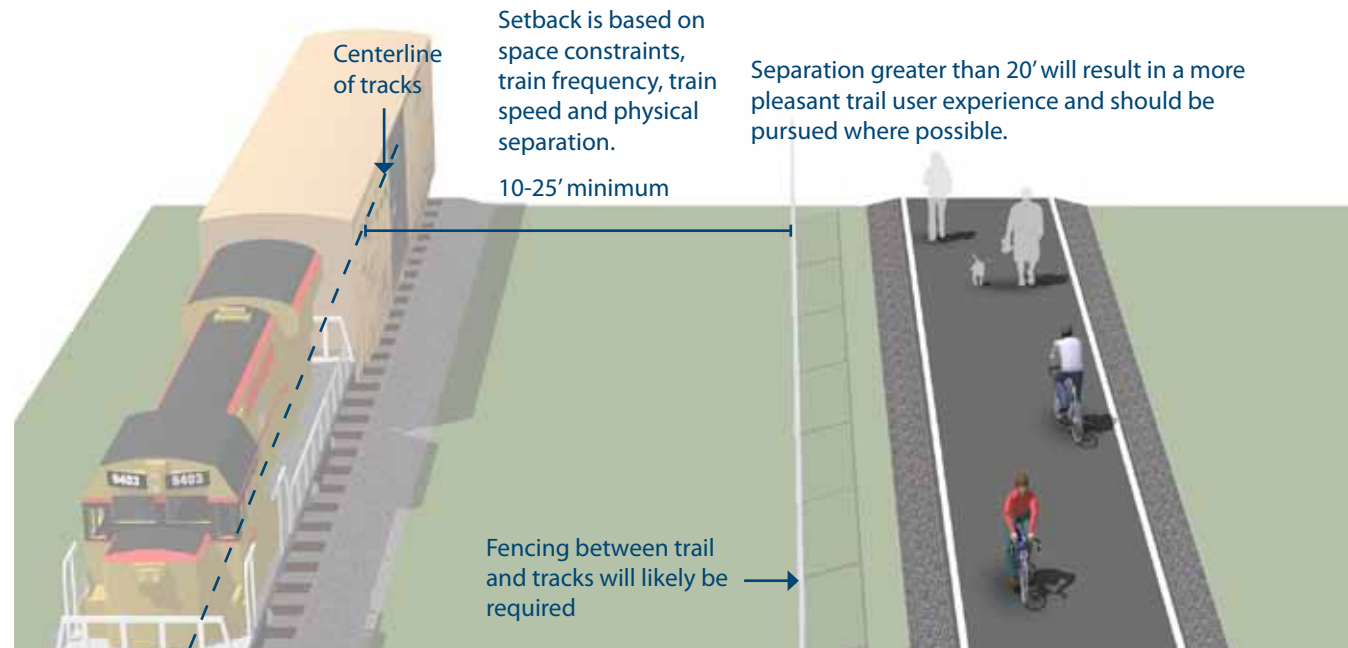 Centerline
of tracks
Setback is based on
space constraints,
train frequency, train
speed and physical
separation.
10-25’ minimum
Separation greater than 20’ will result in a more
pleasant trail user experience and should be
pursued where possible.
Fencing between trail
and tracks will likely be
required